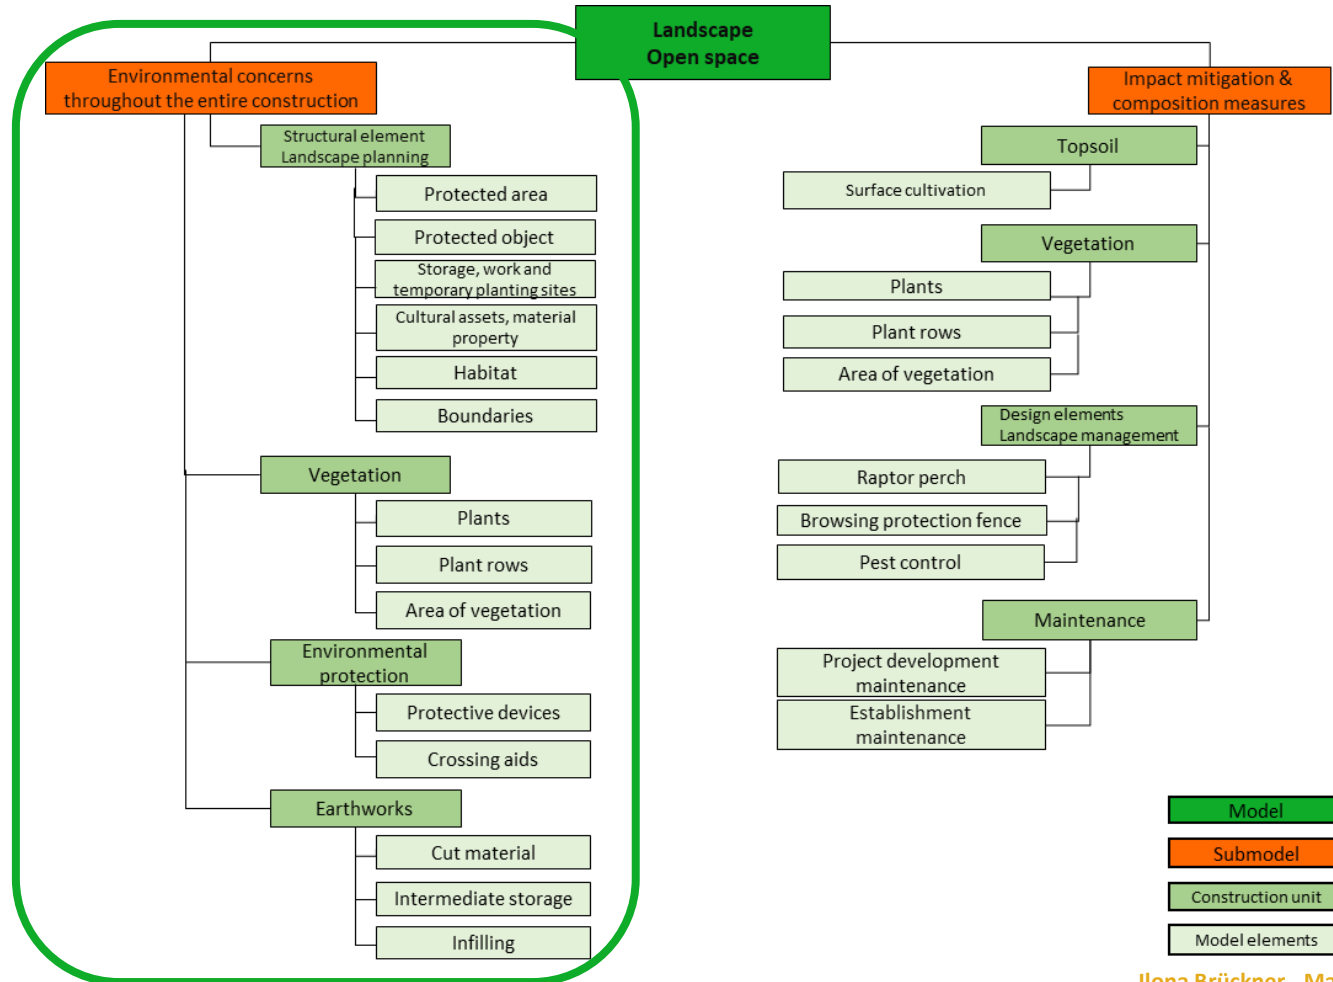 Landscape
Open space
Environmental concerns
throughout the entire construction
Structural element
Landscape planning
Protected area
Protected object
Storage, work and
temporary planting sites
Cultural assets, material
property
Habitat
Boundaries
Vegetation
Plants
Plant rows
Area of vegetation
Environmental
protection
Protective devices
Crossing aids
Earthworks
Cut material
Intermediate storage
Infilling
Impact mitigation &
composition measures
Topsoil
Surface cultivation
Vegetation
Plants
Plant rows
Area of vegetation
Design elements
Landscape management
Raptor perch
Browsing protection fence
Pest control
Maintenance
Project development
maintenance
Establishment
maintenance
Model
Submodel
Construction unit
Model elements
Ilona Brückner - Ma